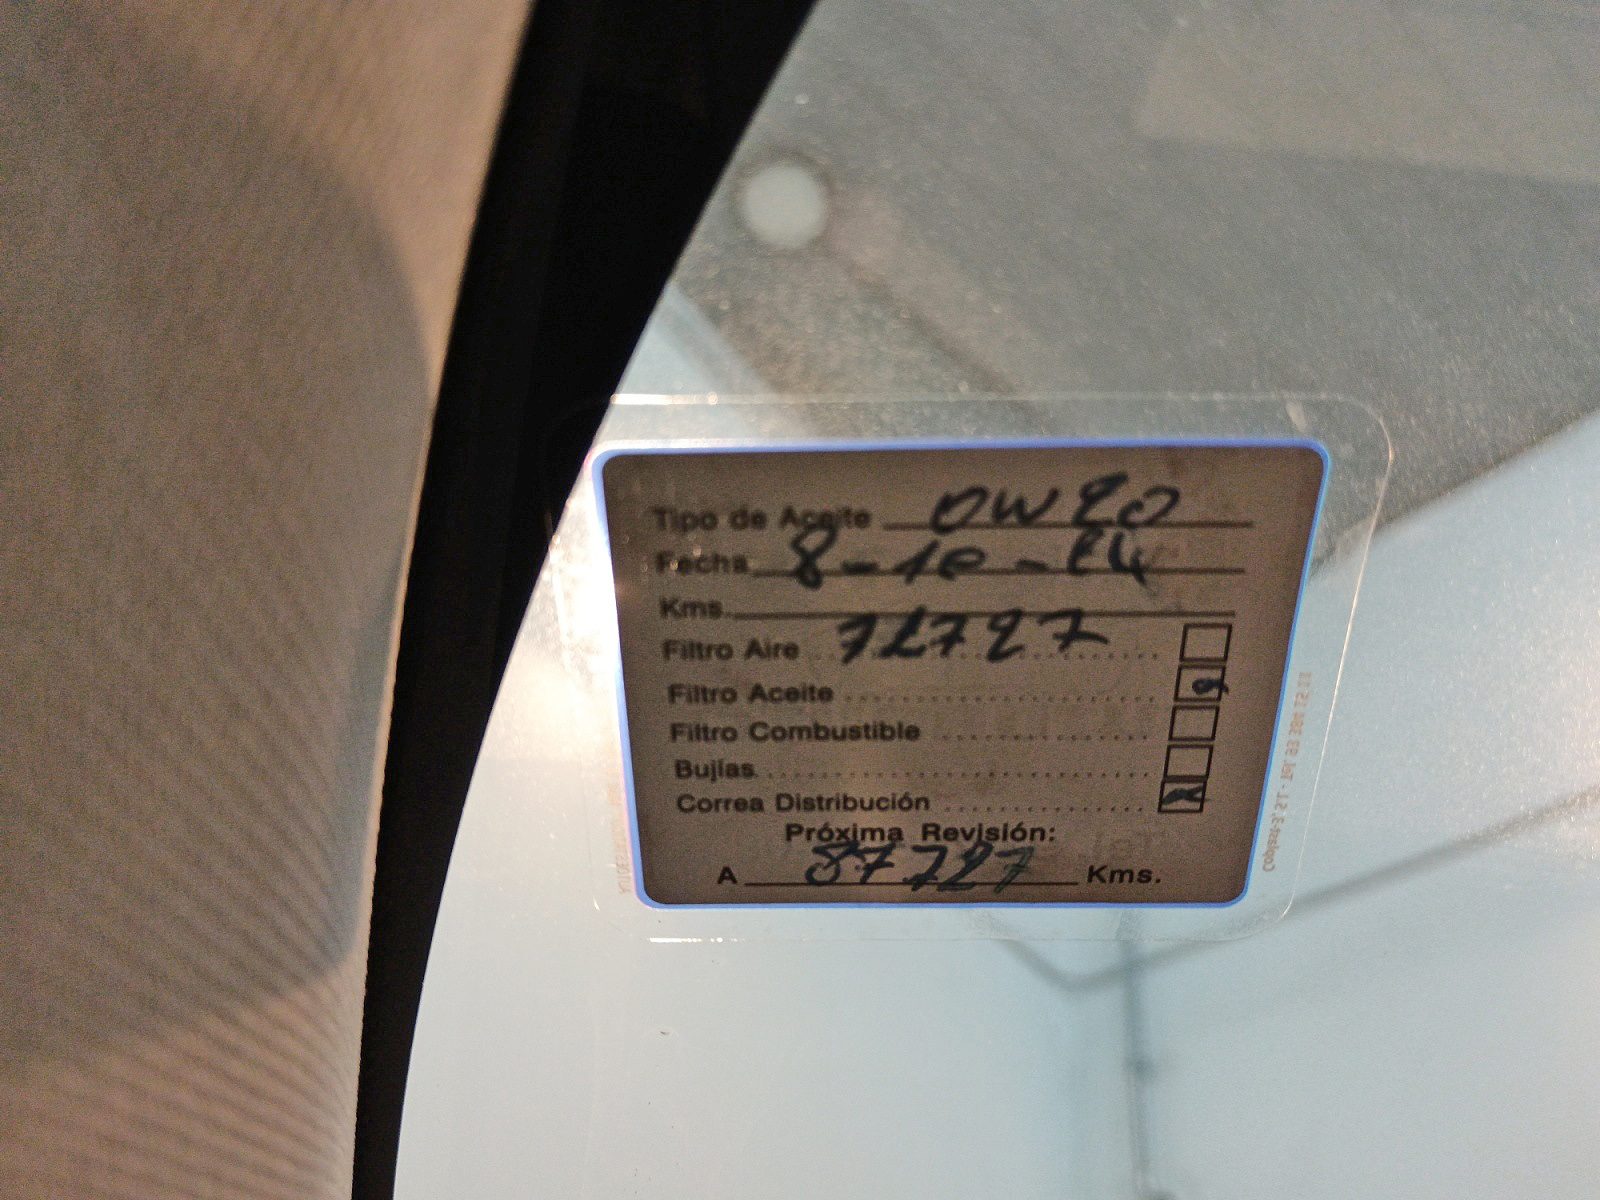 Tipo de Aceite 0W20
Fecha 8-10-24
Kms.
Filtro Aire 72727
Filtro Aceite
Filtro Combustible
Bujías
Correa Distribución
Próxima Revisión:
A 87727 Kms.